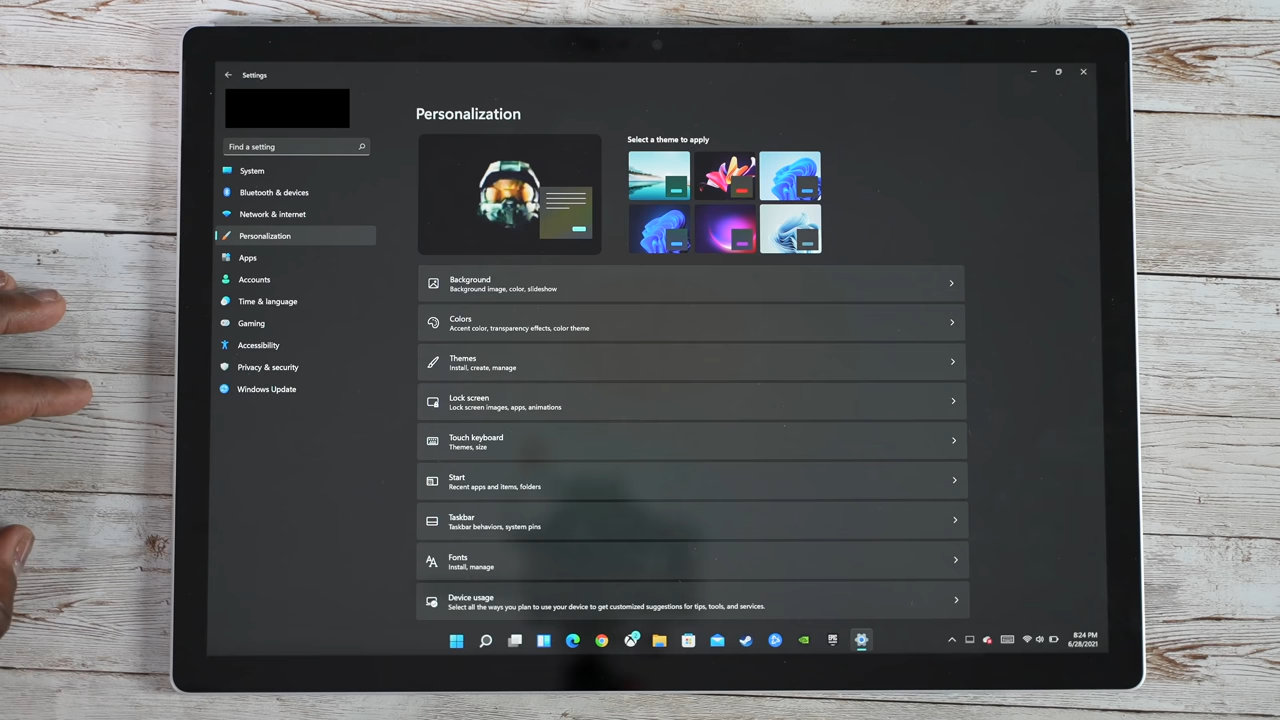 Settings
Find a setting
System
Bluetooth & devices
Network & internet
Personalization
Apps
Accounts
Time & language
Gaming
Accessibility
Privacy & security
Windows Update
Personalization
Select a theme to apply
Background
Background image, color, slideshow
Colors
Accent color, transparency effects, color theme
Themes
Install, create, manage
Lock screen
Lock screen images, apps, animations
Touch keyboard
Themes, size
Start
Recent apps and items, folders
Taskbar
Taskbar behaviors, system pins
Fonts
Install, manage
Device usage
Select all the ways you plan to use your device to get customized suggestions for tips, tools, and services.
8:24 PM
6/28/2021